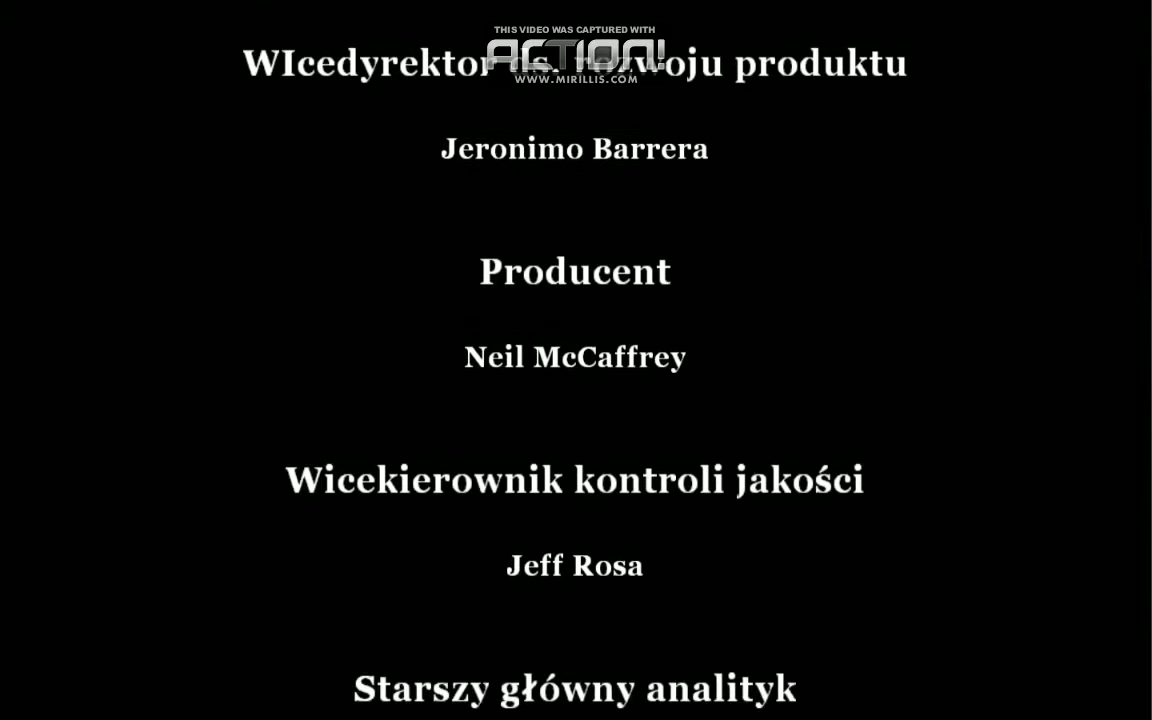 THIS VIDEO WAS CAPTURED WITH
ACTION!
WWW.MIRILLIS.COM
WIcedyrektor ds. rozwoju produktu
Jeronimo Barrera
Producent
Neil McCaffrey
Wicekierownik kontroli jakości
Jeff Rosa
Starszy główny analityk